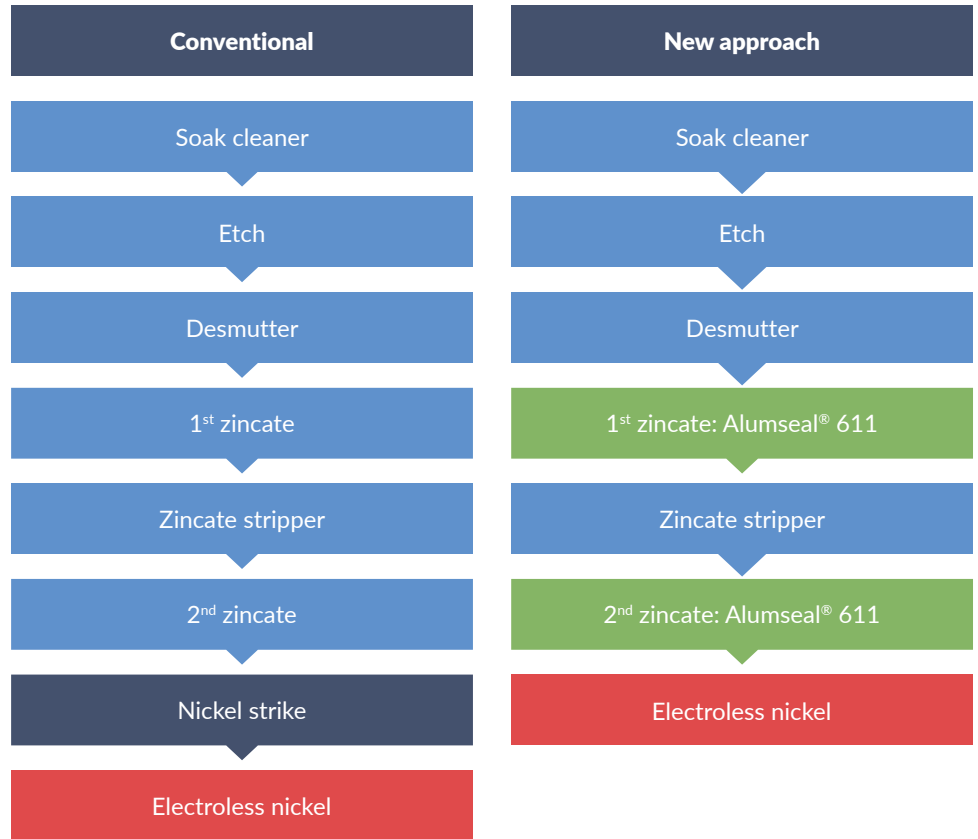 Conventional
Soak cleaner
Etch
Desmutter
1st zincate
Zincate stripper
2nd zincate
Nickel strike
Electroless nickel
New approach
Soak cleaner
Etch
Desmutter
1st zincate: Alumseal® 611
Zincate stripper
2nd zincate: Alumseal® 611
Electroless nickel